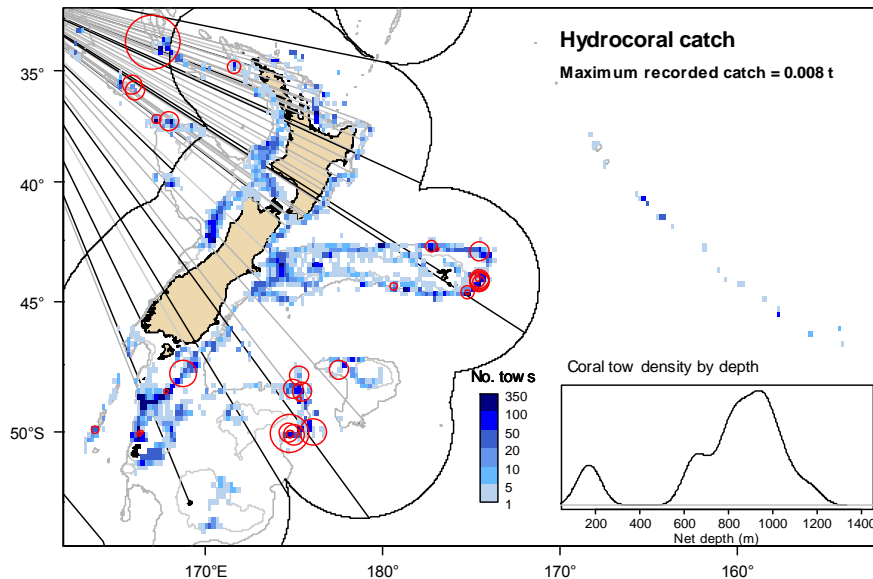 Hydrocoral catch
Maximum recorded catch = 0.008 t
35°
40°
45°
50°S
No. tows
350
100
50
20
10
5
1
Coral tow density by depth
200
400
600
800
1000
1200
1400
Net depth (m)
170°E
180°
170°
160°